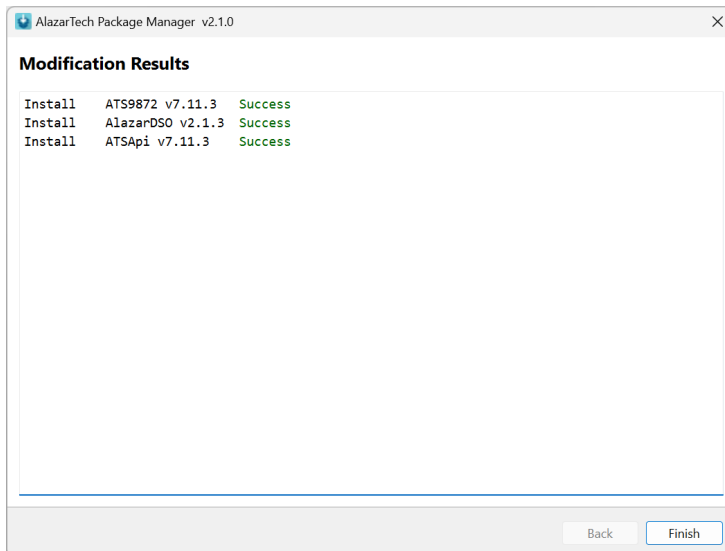 AlazarTech Package Manager v2.1.0
Modification Results
Install ATS9872 v7.11.3 Success
Install AlazarDSO v2.1.3 Success
Install ATSApi v7.11.3 Success
Back Finish